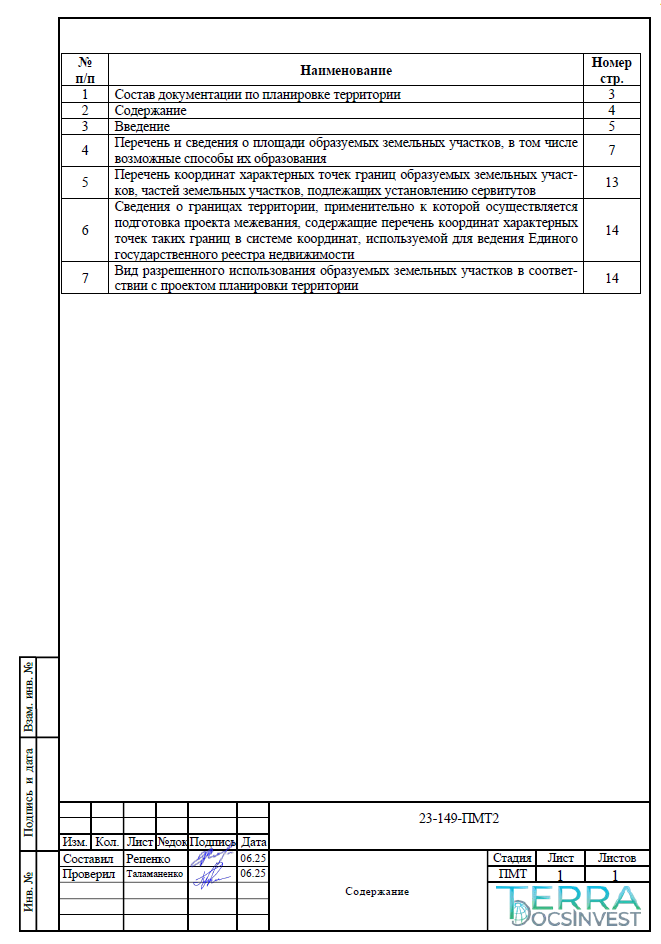 № п/п Наименование Номер стр.
1 Состав документации по планировке территории 3
2 Содержание 4
3 Введение 5
4 Перечень и сведения о площади образуемых земельных участков, в том числе 7
возможные способы их образования
5 Перечень координат характерных точек границ образуемых земельных участ-
ков, частей земельных участков, подлежащих установлению сервитутов 13
Сведения о границах территории, применительно к которой осуществляется
6 подготовка проекта межевания, содержащие перечень координат характерных 14
точек таких границ в системе координат, используемой для ведения Единого
государственного реестра недвижимости
7 Вид разрешенного использования образуемых земельных участков в соответ- 14
ствии с проектом планировки территории
Взам. инв. №
Подпись и дата
Инв. №
23-149-ПМТ2
Изм. Кол. Лист №док Подпись Дата
Составил Репенко 06.25
Проверил Таламаненко 06.25
Содержание
Стадия Лист Листов
ПМТ 1 1
TERRA
DOCSINVEST